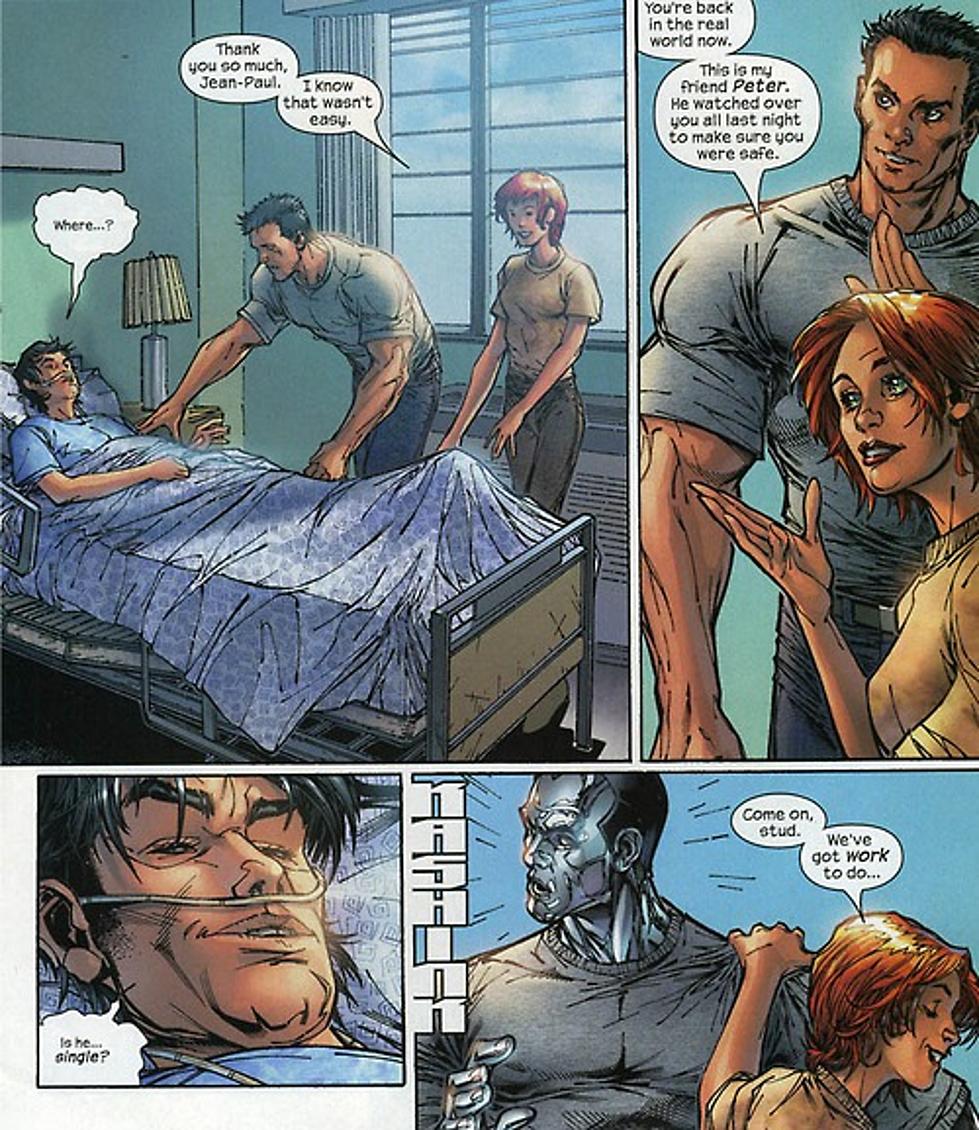 Thank
you so much,
Jean-Paul.
I know
that wasn't
easy.
Where...?
You're back
in the real
world now.
This is my
friend Peter.
He watched over
you all last night
to make sure you
were safe.
Is he...
single?
KASHINK
Come on,
stud.
We've
got work
to do...